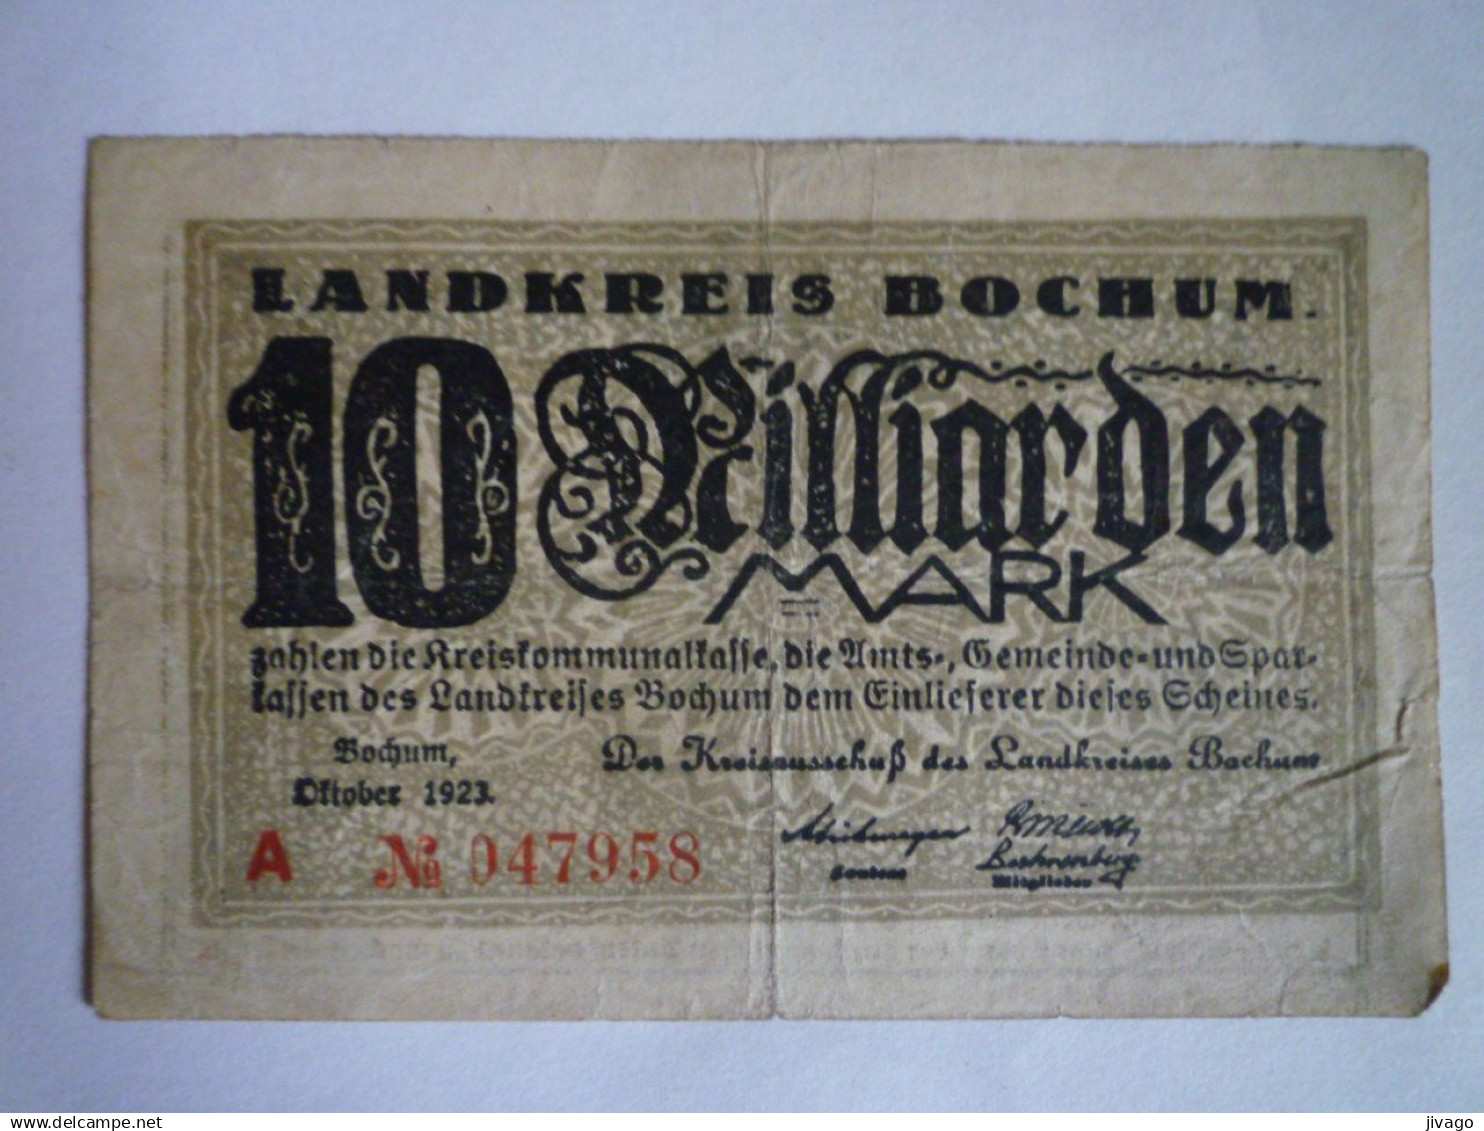 LANDKREIS BOCHUM.
10 Milliarden
MARK
zahlen die Kreiskommunalkasse, die Amts-, Gemeinde- und Spar-
kassen des Landkreises Bochum dem Einlieferer dieses Scheines.
Bochum,
Oktober 1923.
Der Kreisausschuß des Landkreises Bochum
A № 047958
Mitglieder
delcampe.net
jivago